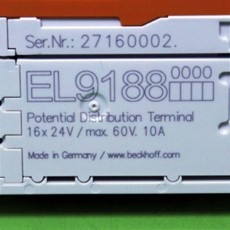 Ser.Nr.: 27160002.
EL9188 0000
Potential Distribution Terminal
16x 24V / max. 60V. 10A
Made in Germany / www.beckhoff.com